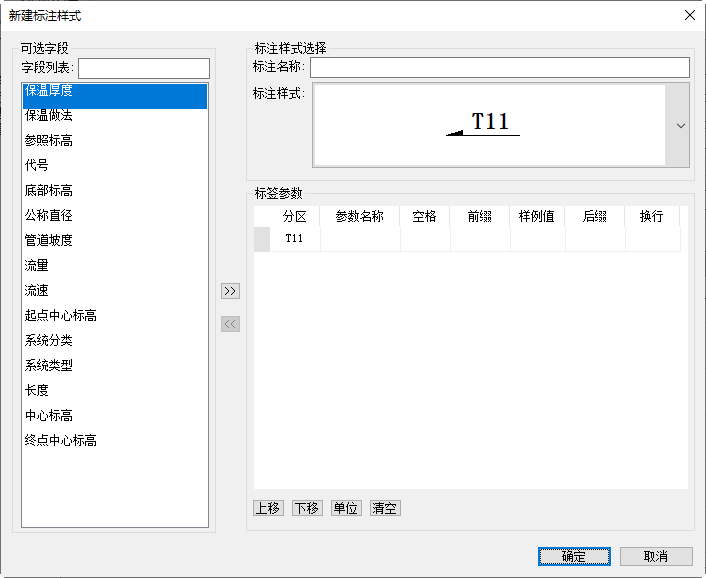 新建标注样式
可选字段
字段列表:
保温厚度
保温做法
参照标高
代号
底部标高
公称直径
管道坡度
流量
流速
起点中心标高
系统分类
系统类型
长度
中心标高
终点中心标高
>>
<<
标注样式选择
标注名称:
标注样式:
T11
标签参数
分区 参数名称 空格 前缀 样例值 后缀 换行
T11
上移 下移 单位 清空
确定 取消